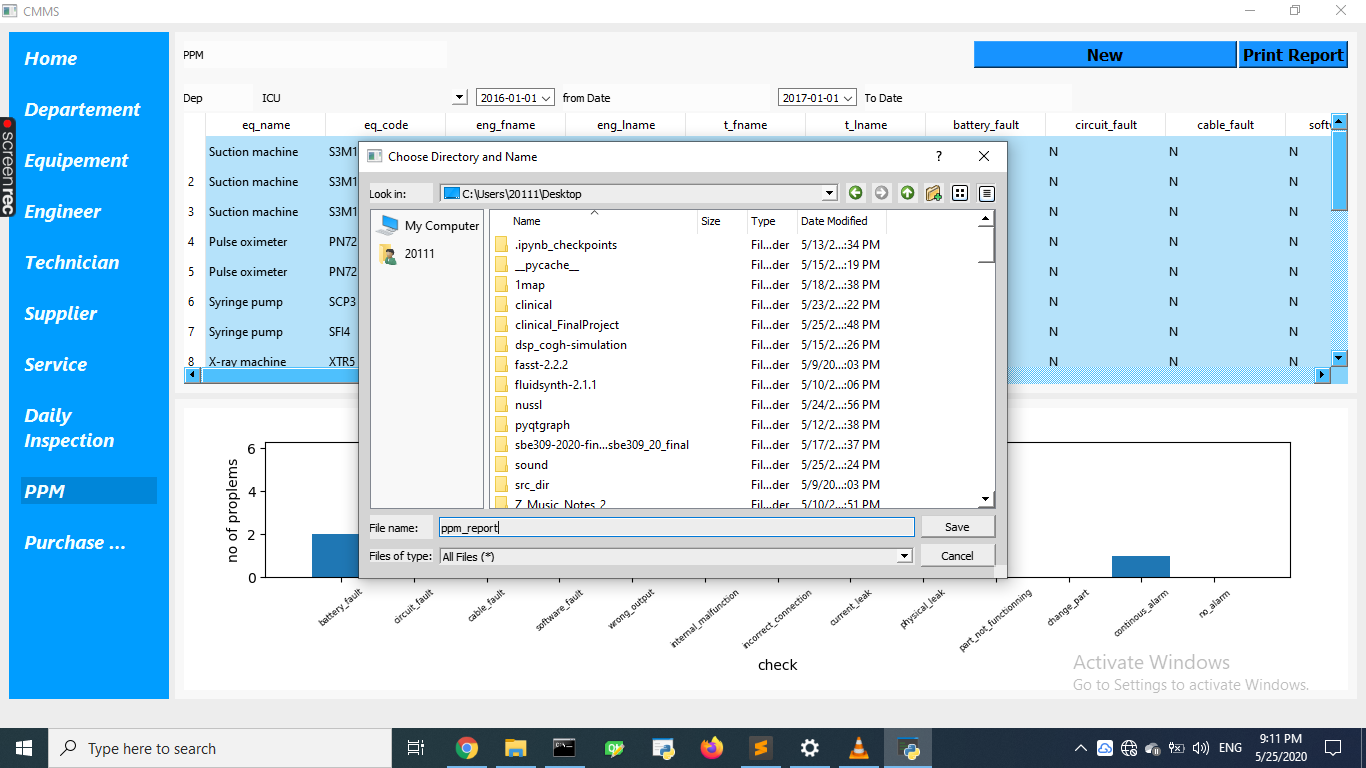 CMMS
Home
Departement
Equipement
Engineer
Technician
Supplier
Service
Daily
Inspection
PPM
Purchase ...
screenrec
PPM
New
Print Report
Dep ICU 2016-01-01 from Date 2017-01-01 To Date
eq_name eq_code eng_fname eng_lname t_fname t_lname battery_fault circuit_fault cable_fault
Suction machine S3M1 N N N
2 Suction machine S3M1 N N N
3 Suction machine S3M1 N N N
4 Pulse oximeter PN72 N N N
5 Pulse oximeter PN72 N N N
6 Syringe pump SCP3 N N N
7 Syringe pump SFI4 N N N
8 X-ray machine XTR5 N N N
Choose Directory and Name ?
Look in: C:\Users\20111\Desktop
My Computer
20111
Name Size Type Date Modified
.ipynb_checkpoints Fil...der 5/13/2...:34 PM
__pycache__ Fil...der 5/15/2...:19 PM
1map Fil...der 5/18/2...:38 PM
clinical Fil...der 5/23/2...:22 PM
clinical_FinalProject Fil...der 5/25/2...:48 PM
dsp_cogh-simulation Fil...der 5/15/2...:26 PM
fasst-2.2.2 Fil...der 5/9/20...:03 PM
fluidsynth-2.1.1 Fil...der 5/10/2...:06 PM
nussl Fil...der 5/24/2...:56 PM
pyqtgraph Fil...der 5/12/2...:38 PM
sbe309-2020-fin...sbe309_20_final Fil...der 5/17/2...:37 PM
sound Fil...der 5/25/2...:24 PM
src_dir Fil...der 5/9/20...:03 PM
Z_Music_Notes_2 Fil...der 5/10/2...:51 PM
File name: ppm_report Save
Files of type: All Files (*) Cancel
no of proplems
6
4
2
0
battery_fault circuit_fault cable_fault software_fault wrong_output internal_malfunction incorrect_connection current_leak physical_leak part_not_functionning change_part continous_alarm no_alarm
check
Activate Windows
Go to Settings to activate Windows.
Type here to search
ENG
9:11 PM
5/25/2020